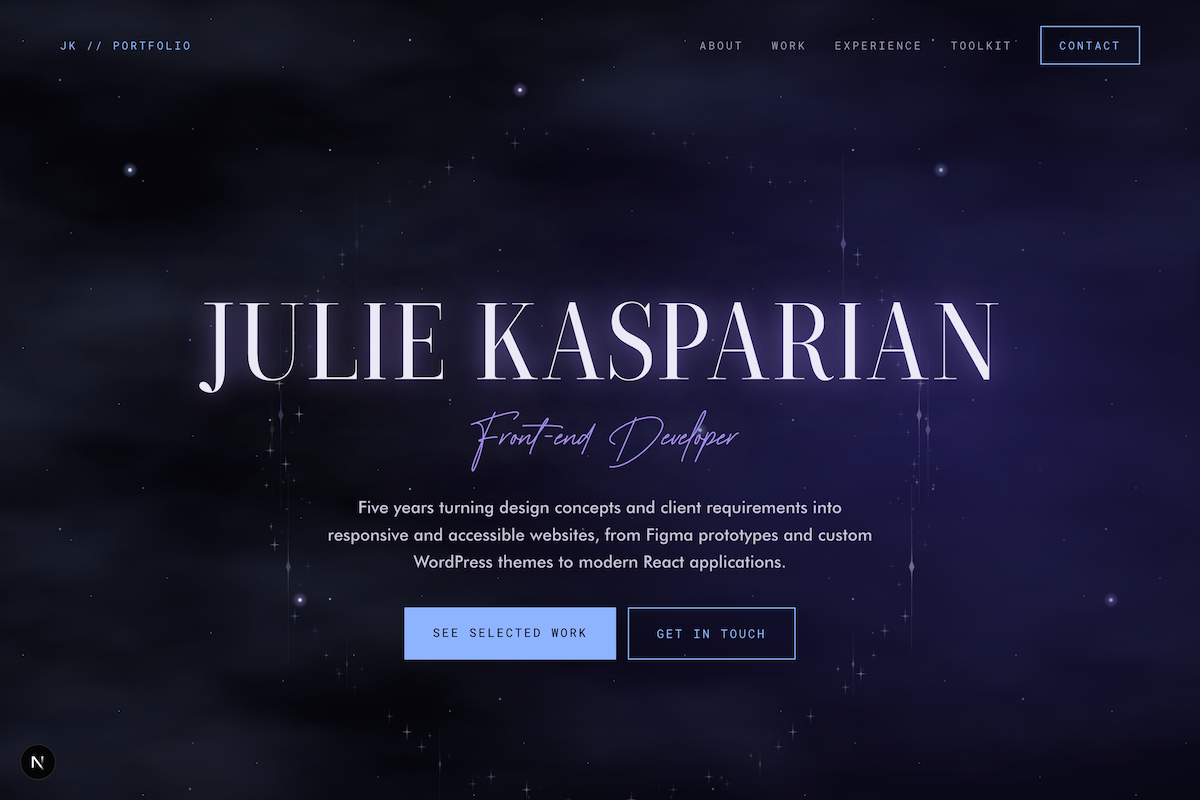 JK // PORTFOLIO
ABOUT WORK EXPERIENCE TOOLKIT CONTACT
JULIE KASPARIAN
Front-end Developer
Five years turning design concepts and client requirements into
responsive and accessible websites, from Figma prototypes and custom
WordPress themes to modern React applications.
SEE SELECTED WORK GET IN TOUCH
N